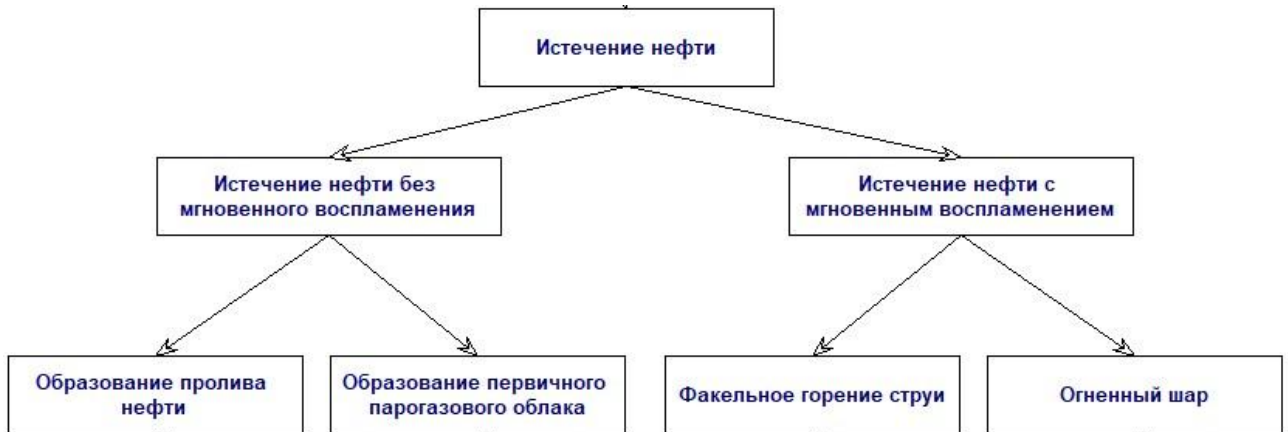 Истечение нефти
Истечение нефти без
мгновенного воспламенения
Истечение нефти с
мгновенным воспламенением
Образование пролива
нефти
Образование первичного
парогазового облака
Факельное горение струи
Огненный шар